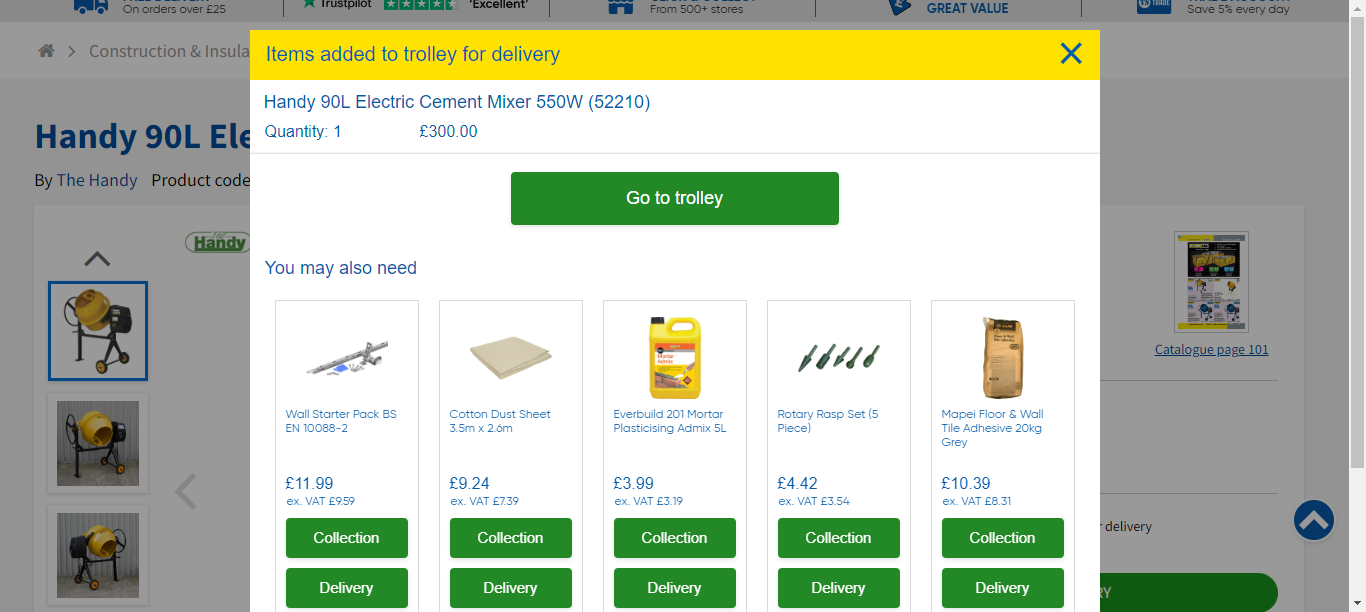 On orders over £25
Trustpilot
'Excellent'
From 500+ stores
GREAT VALUE
TRADE
Save 5% every day
Construction & Insula
Items added to trolley for delivery
Handy 90L Electric Cement Mixer 550W (52210)
Quantity: 1 £300.00
Handy 90L Ele
By The Handy Product code
Go to trolley
The Handy
You may also need
Catalogue page 101
Wall Starter Pack BS
EN 10088-2
£11.99
ex. VAT £9.59
Collection
Delivery
Cotton Dust Sheet
3.5m x 2.6m
£9.24
ex. VAT £7.39
Collection
Delivery
Mortar
Admix
Everbuild 201 Mortar
Plasticising Admix 5L
£3.99
ex. VAT £3.19
Collection
Delivery
Rotary Rasp Set (5
Piece)
£4.42
ex. VAT £3.54
Collection
Delivery
Mapei Floor & Wall
Tile Adhesive 20kg
Grey
£10.39
ex. VAT £8.31
Collection
Delivery
r delivery
RY